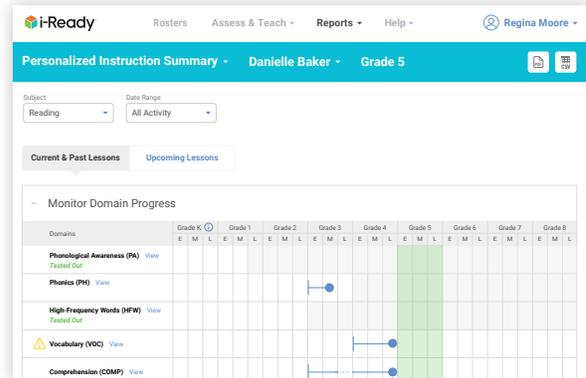 i-Ready Rosters Assess & Teach Reports Help Regina Moore
Personalized Instruction Summary Danielle Baker Grade 5 PDF CSV
Subject Date Range
Reading All Activity
Current & Past Lessons Upcoming Lessons
− Monitor Domain Progress
Domains Grade K Grade 1 Grade 2 Grade 3 Grade 4 Grade 5 Grade 6 Grade 7 Grade 8
E M L E M L E M L E M L E M L E M L E M L E M L E M L
Phonological Awareness (PA) View
Tested Out
Phonics (PH) View
High-Frequency Words (HFW) View
Tested Out
Vocabulary (VOC) View
Comprehension (COMP) View